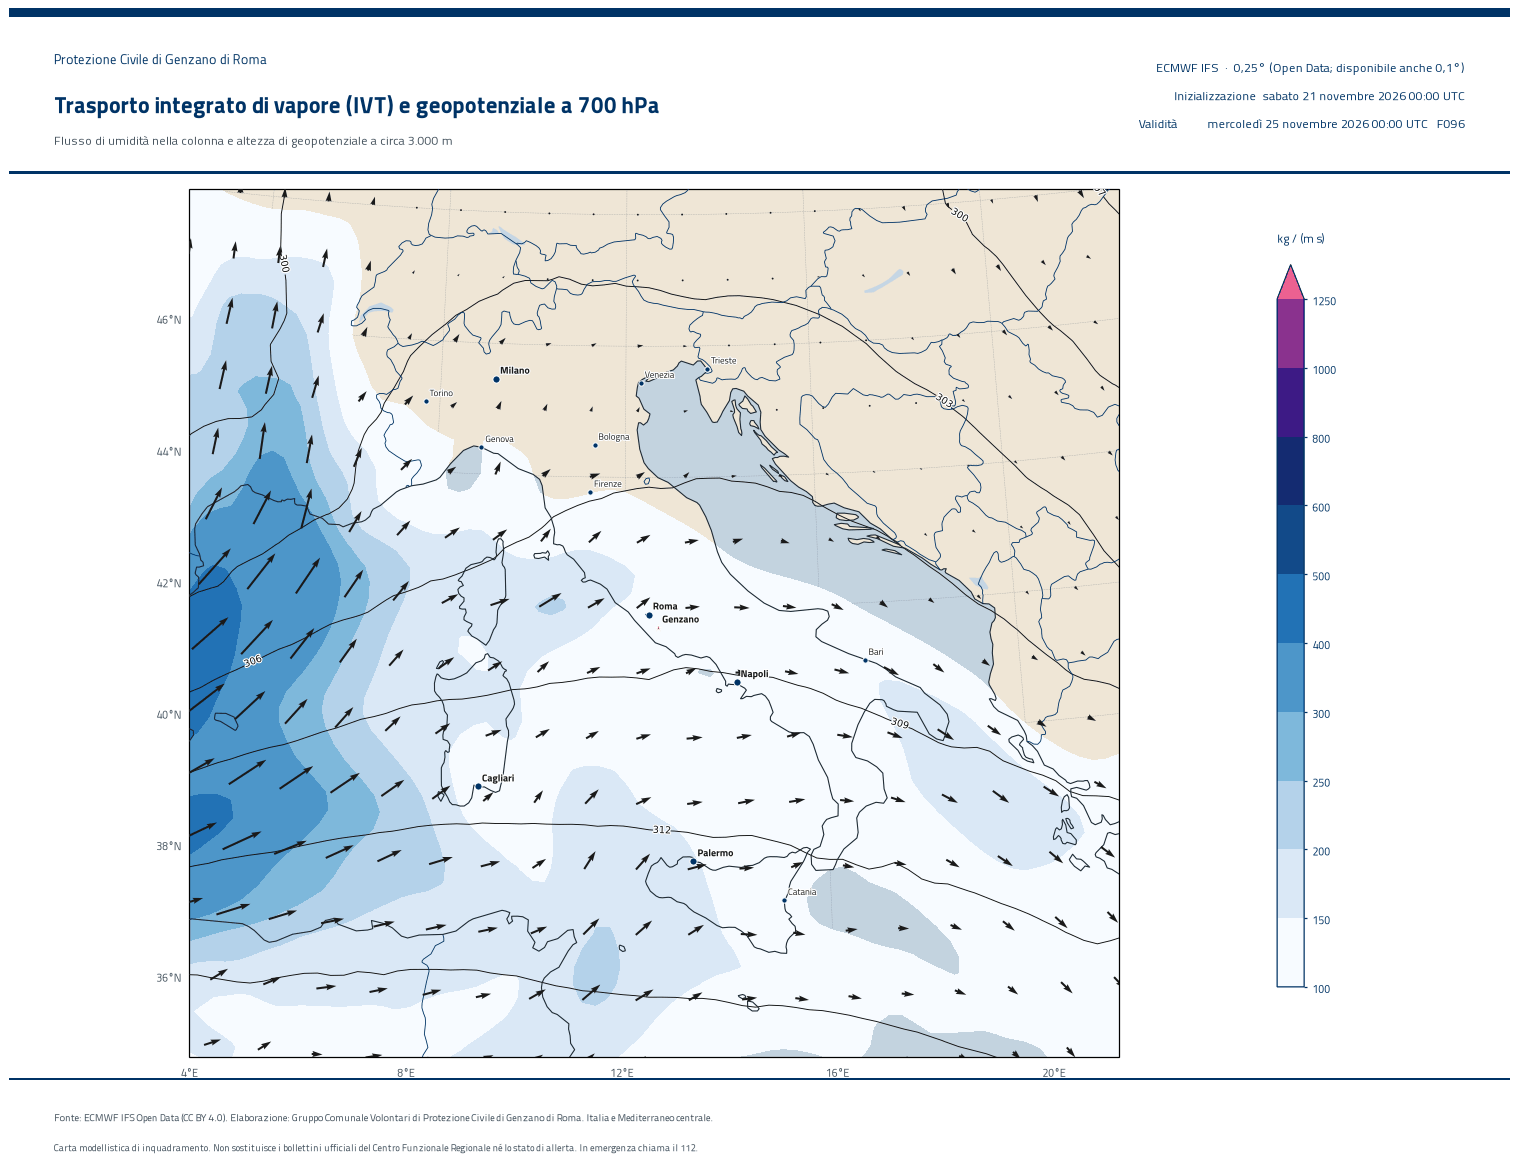 Protezione Civile di Genzano di Roma
Trasporto integrato di vapore (IVT) e geopotenziale a 700 hPa
Flusso di umidità nella colonna e altezza di geopotenziale a circa 3.000 m
ECMWF IFS · 0,25° (Open Data; disponibile anche 0,1°)
Inizializzazione sabato 21 novembre 2026 00:00 UTC
Validità mercoledì 25 novembre 2026 00:00 UTC F096
kg / (m s)
1250
1000
800
600
500
400
300
250
200
150
100
46°N
44°N
42°N
40°N
38°N
36°N
4°E
8°E
12°E
16°E
20°E
300
300
303
306
309
312
Trieste
Venezia
Milano
Torino
Genova
Bologna
Firenze
Roma
Genzano
Bari
Napoli
Cagliari
Palermo
Catania
Fonte: ECMWF IFS Open Data (CC BY 4.0). Elaborazione: Gruppo Comunale Volontari di Protezione Civile di Genzano di Roma. Italia e Mediterraneo centrale.
Carta modellistica di inquadramento. Non sostituisce i bollettini ufficiali del Centro Funzionale Regionale né lo stato di allerta. In emergenza chiama il 112.